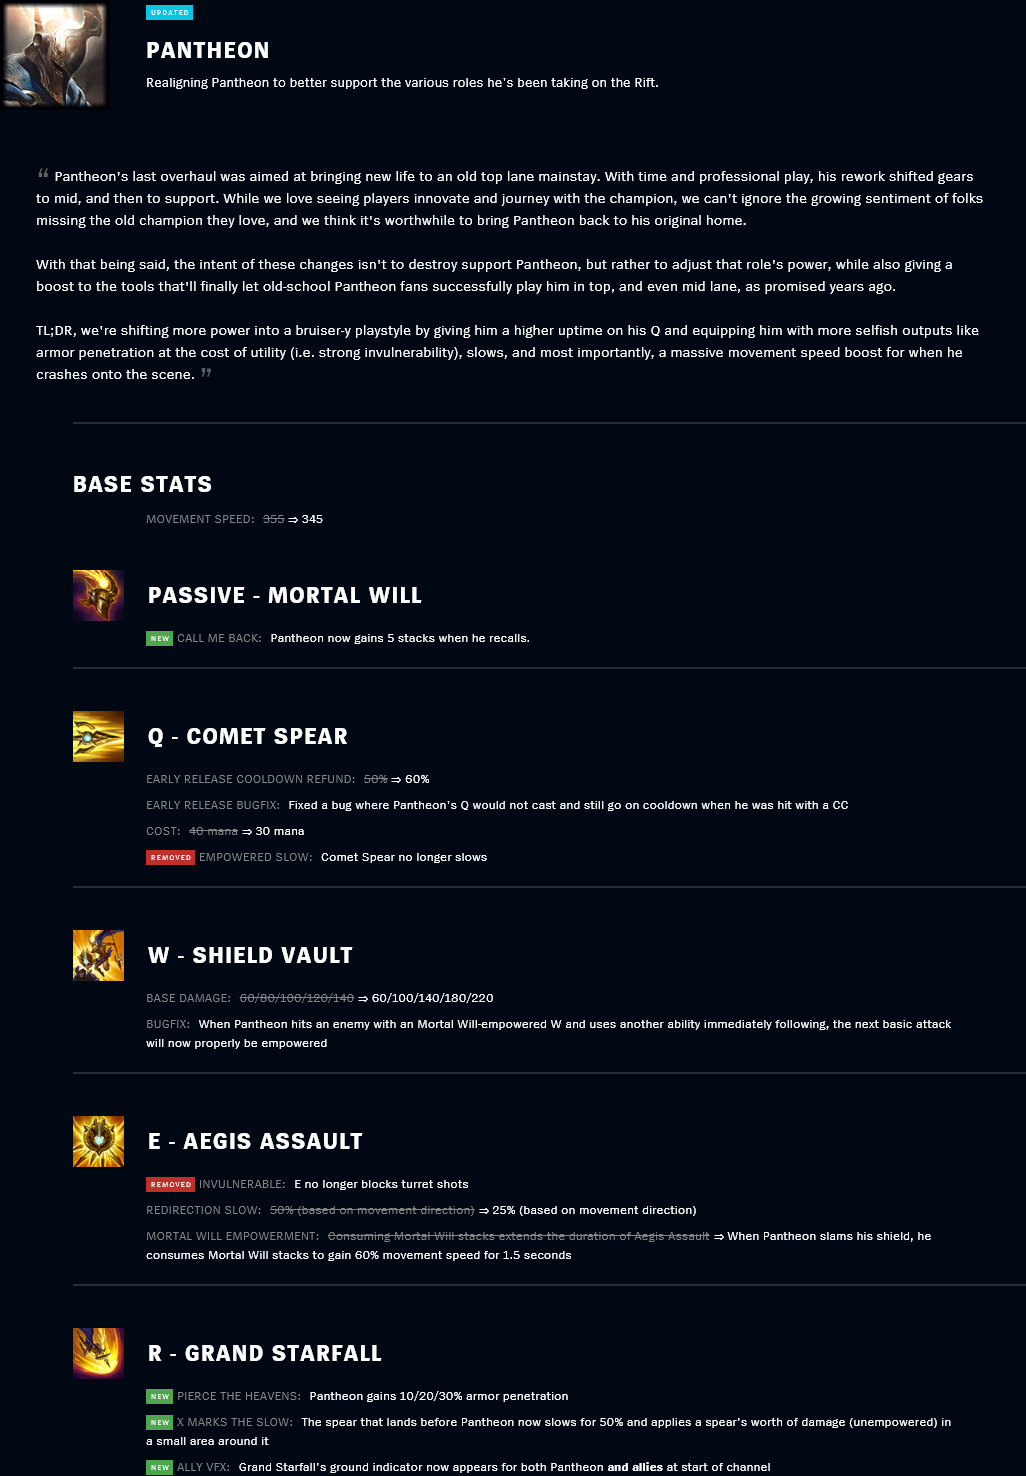 UPDATED
PANTHEON
Realigning Pantheon to better support the various roles he's been taking on the Rift.
“ Pantheon's last overhaul was aimed at bringing new life to an old top lane mainstay. With time and professional play, his rework shifted gears
to mid, and then to support. While we love seeing players innovate and journey with the champion, we can't ignore the growing sentiment of folks
missing the old champion they love, and we think it's worthwhile to bring Pantheon back to his original home.
With that being said, the intent of these changes isn't to destroy support Pantheon, but rather to adjust that role's power, while also giving a
boost to the tools that'll finally let old-school Pantheon fans successfully play him in top, and even mid lane, as promised years ago.
TL;DR, we're shifting more power into a bruiser-y playstyle by giving him a higher uptime on his Q and equipping him with more selfish outputs like
armor penetration at the cost of utility (i.e. strong invulnerability), slows, and most importantly, a massive movement speed boost for when he
crashes onto the scene. ”
BASE STATS
MOVEMENT SPEED: 355 ⇒ 345
PASSIVE - MORTAL WILL
NEW CALL ME BACK: Pantheon now gains 5 stacks when he recalls.
Q - COMET SPEAR
EARLY RELEASE COOLDOWN REFUND: 50% ⇒ 60%
EARLY RELEASE BUGFIX: Fixed a bug where Pantheon's Q would not cast and still go on cooldown when he was hit with a CC
COST: 40 mana ⇒ 30 mana
REMOVED EMPOWERED SLOW: Comet Spear no longer slows
W - SHIELD VAULT
BASE DAMAGE: 60/80/100/120/140 ⇒ 60/100/140/180/220
BUGFIX: When Pantheon hits an enemy with an Mortal Will-empowered W and uses another ability immediately following, the next basic attack
will now properly be empowered
E - AEGIS ASSAULT
REMOVED INVULNERABLE: E no longer blocks turret shots
REDIRECTION SLOW: 50% (based on movement direction) ⇒ 25% (based on movement direction)
MORTAL WILL EMPOWERMENT: Consuming Mortal Will stacks extends the duration of Aegis Assault ⇒ When Pantheon slams his shield, he
consumes Mortal Will stacks to gain 60% movement speed for 1.5 seconds
R - GRAND STARFALL
NEW PIERCE THE HEAVENS: Pantheon gains 10/20/30% armor penetration
NEW X MARKS THE SLOW: The spear that lands before Pantheon now slows for 50% and applies a spear's worth of damage (unempowered) in
a small area around it
NEW ALLY VFX: Grand Starfall's ground indicator now appears for both Pantheon and allies at start of channel